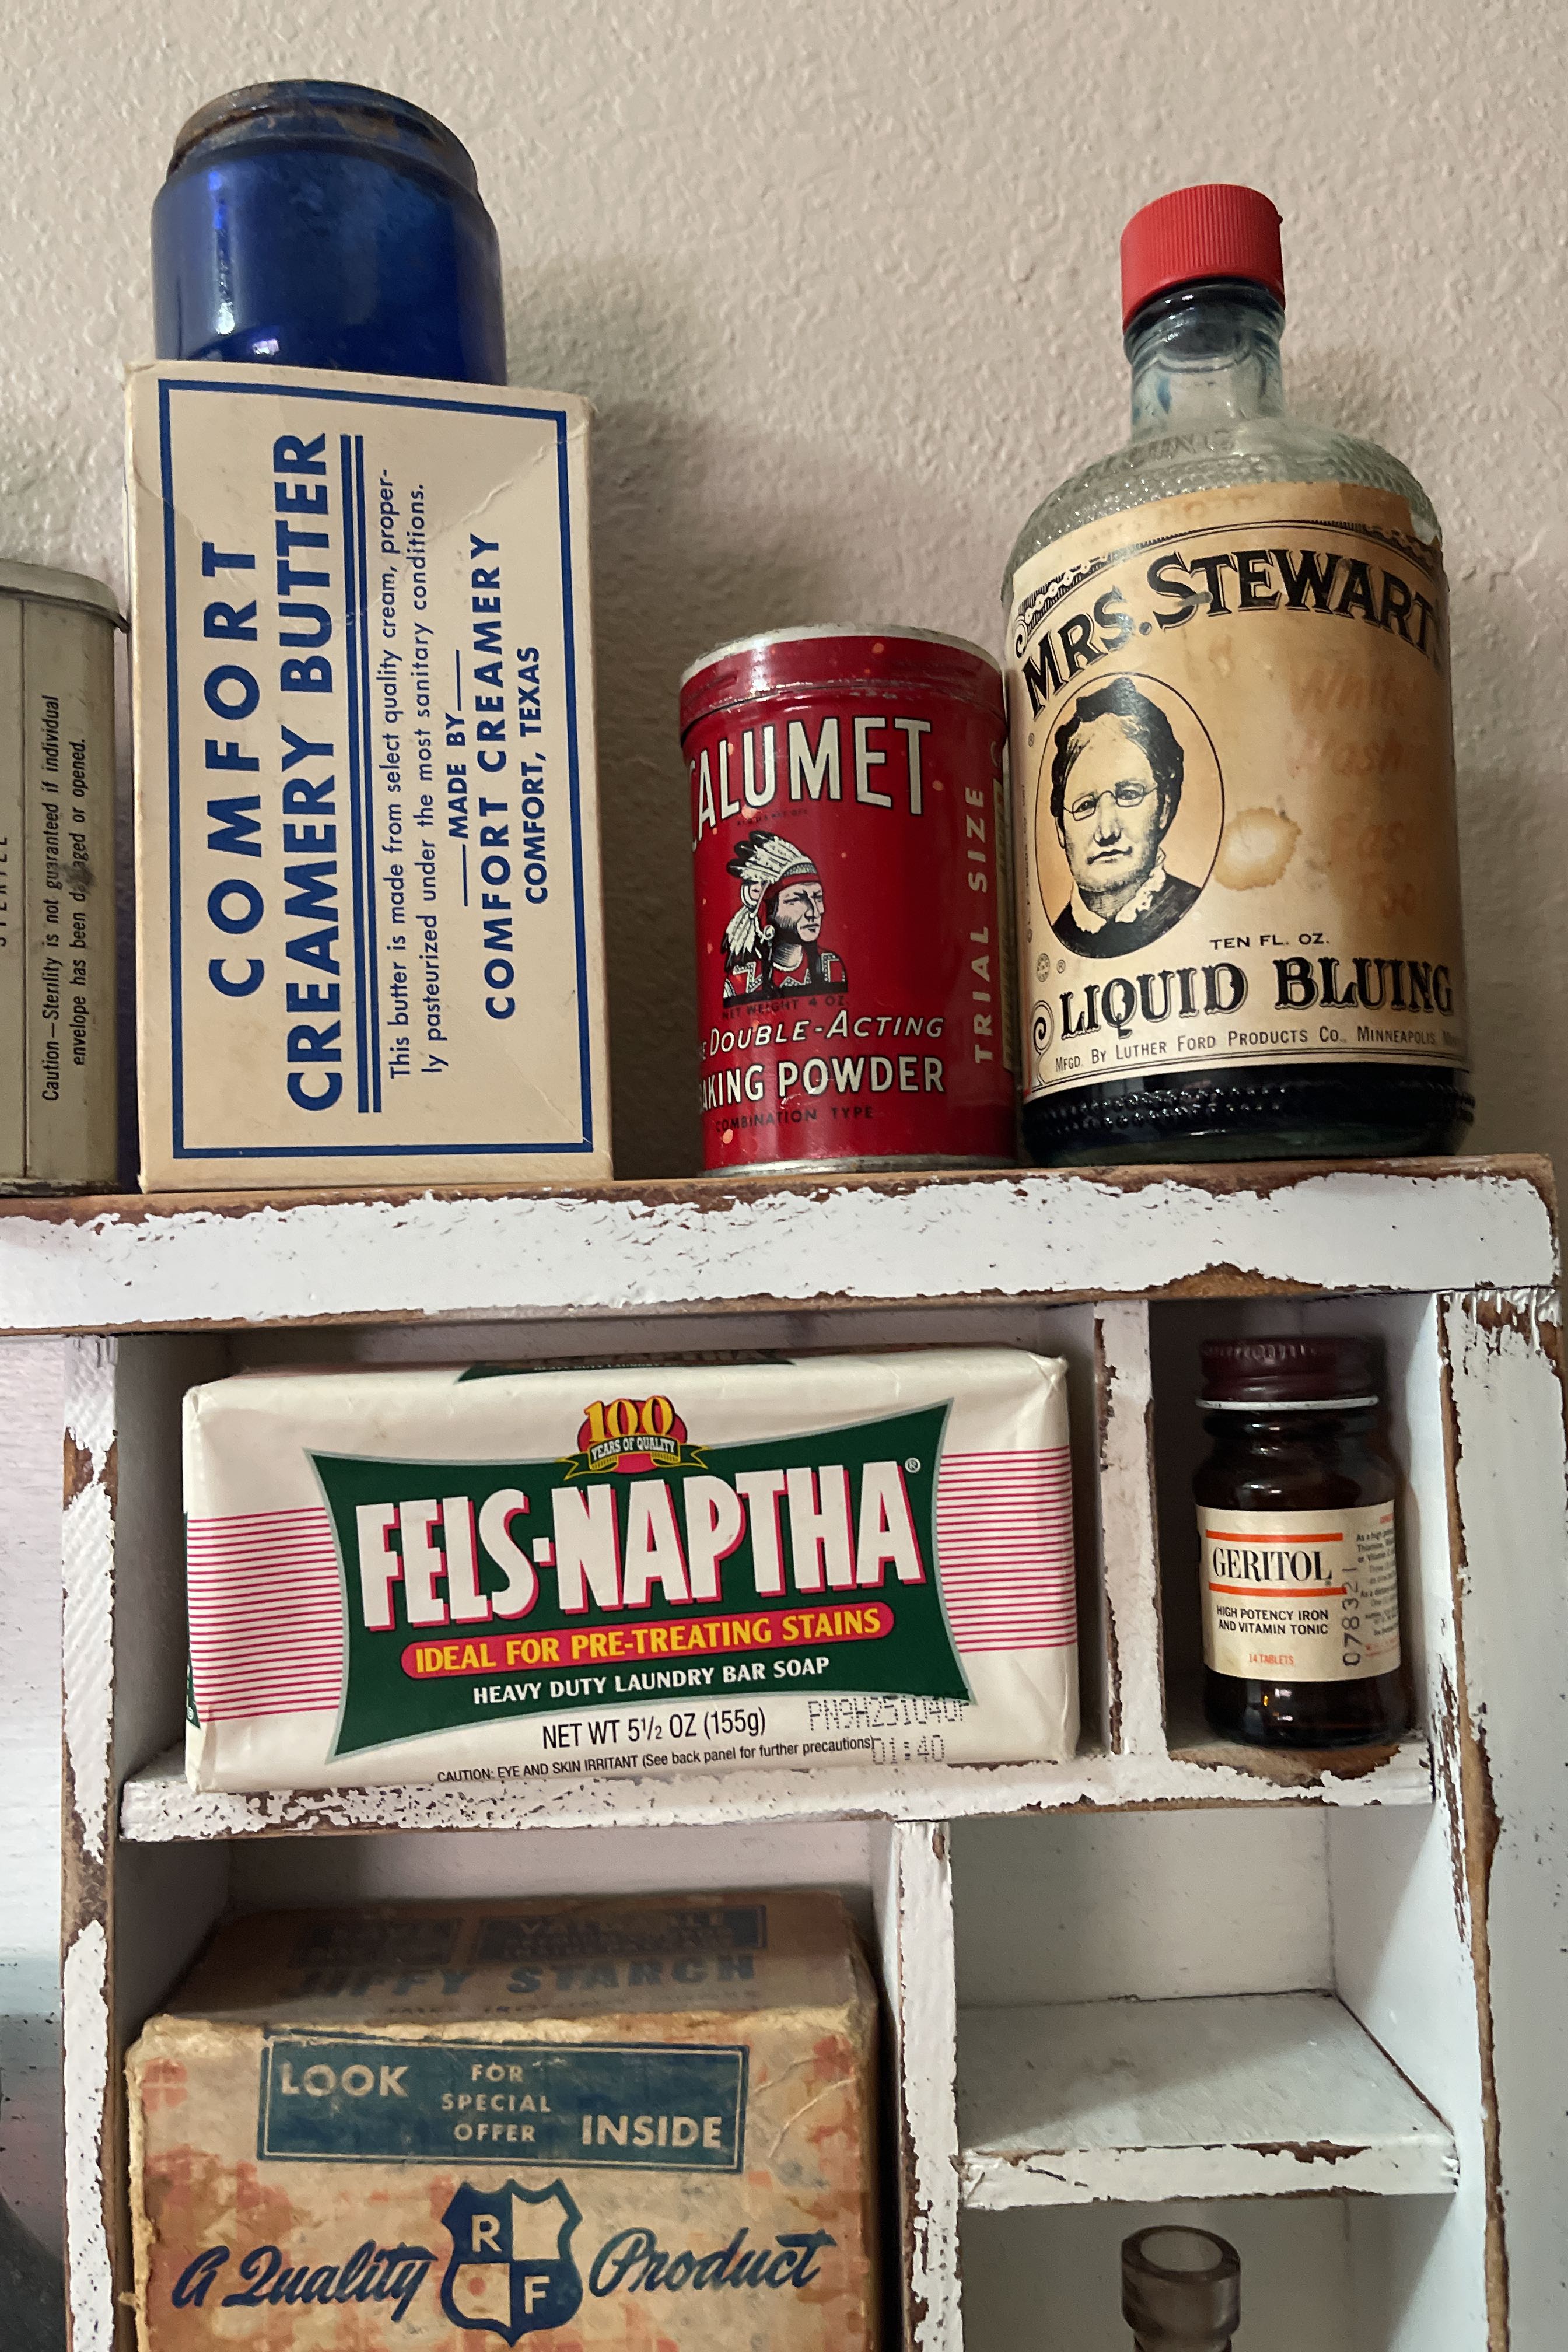 Caution—Sterility is not guaranteed if individual
envelope has been damaged or opened.
COMFORT
CREAMERY BUTTER
This butter is made from select quality cream, proper-
ly pasteurized under the most sanitary conditions.
MADE BY
COMFORT CREAMERY
COMFORT, TEXAS
CALUMET
NET WEIGHT 4 OZ.
DOUBLE-ACTING
BAKING POWDER
COMBINATION TYPE
TRIAL SIZE
MRS. STEWART'S
TEN FL. OZ.
LIQUID BLUING
MFGD. BY LUTHER FORD PRODUCTS CO., MINNEAPOLIS
100
YEARS OF QUALITY
FELS-NAPTHA®
IDEAL FOR PRE-TREATING STAINS
HEAVY DUTY LAUNDRY BAR SOAP
NET WT 5½ OZ (155g)
01:40
CAUTION: EYE AND SKIN IRRITANT (See back panel for further precautions)
GERITOL
HIGH POTENCY IRON
AND VITAMIN TONIC
14 TABLETS
078321
JIFFY STARCH
LOOK FOR SPECIAL OFFER INSIDE
A Quality R F Product